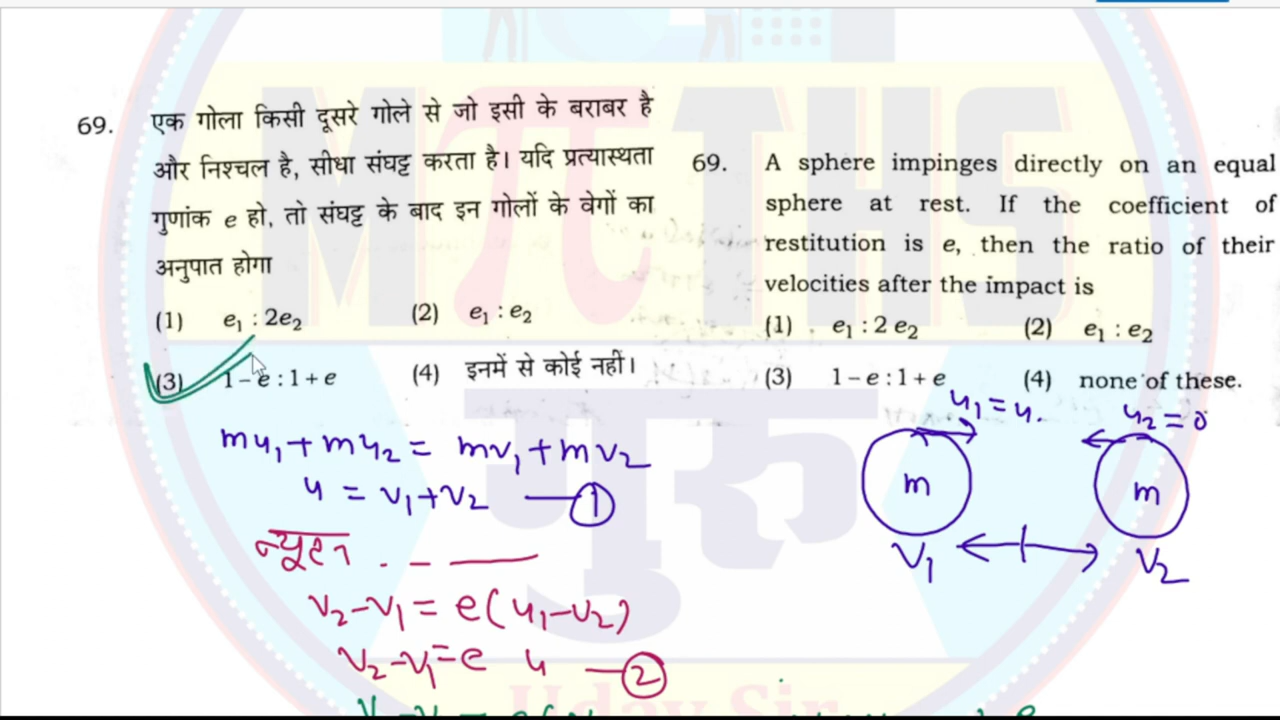 69. एक गोला किसी दूसरे गोले से जो इसी के बराबर है
और निश्चल है, सीधा संघट्ट करता है। यदि प्रत्यास्थता
गुणांक e हो, तो संघट्ट के बाद इन गोलों के वेगों का
अनुपात होगा
(1) e₁ : 2e₂ (2) e₁ : e₂
(3) 1 – e : 1 + e (4) इनमें से कोई नहीं।
69. A sphere impinges directly on an equal
sphere at rest. If the coefficient of
restitution is e, then the ratio of their
velocities after the impact is
(1) e₁ : 2 e₂ (2) e₁ : e₂
(3) 1 – e : 1 + e (4) none of these.
u₁ = u. u₂ = 0
m m
V₁ V₂
mu₁ + mu₂ = mv₁ + mv₂
u = v₁ + v₂ — ①
न्यूटन
v₂ – v₁ = e(u₁ – u₂)
v₂ – v₁ = e u — ②
MπTHS
गुरु
Uday Sir